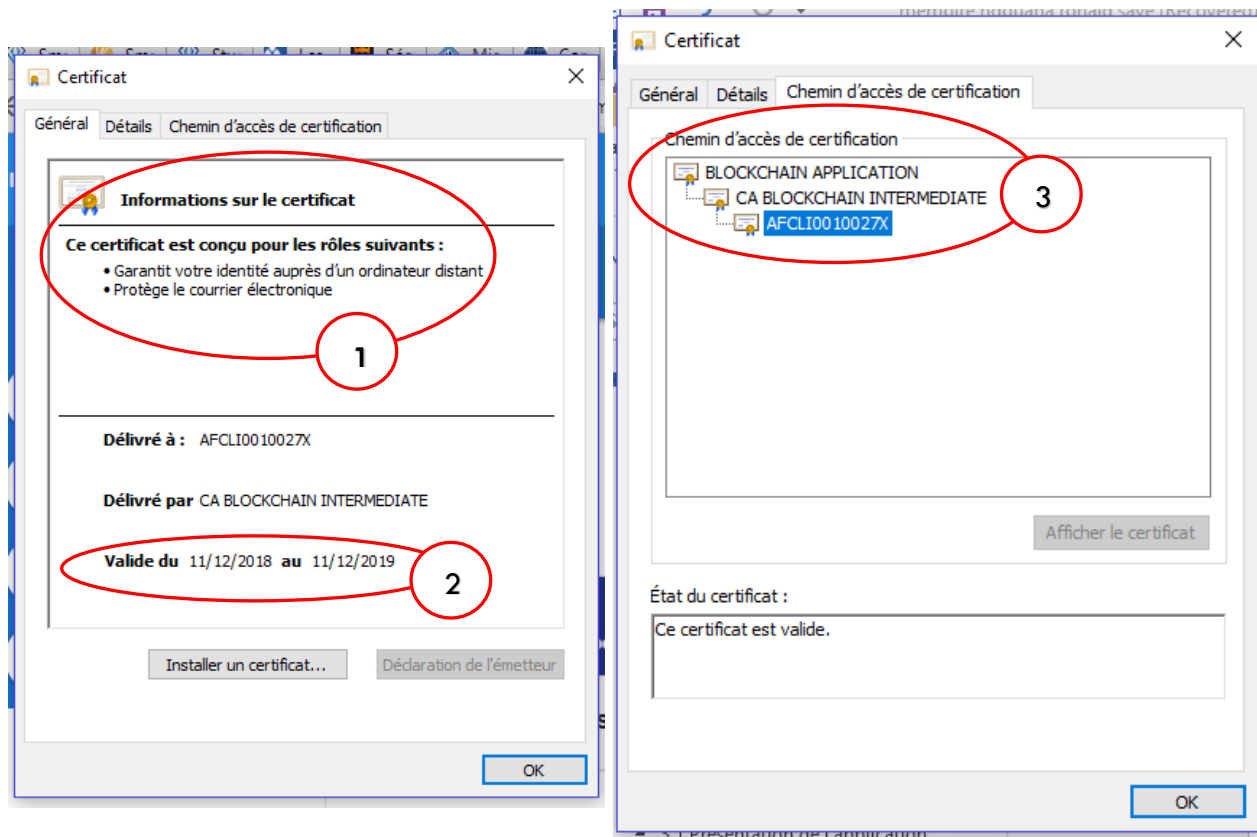 Certificat
Général Détails Chemin d'accès de certification
Informations sur le certificat
Ce certificat est conçu pour les rôles suivants :
• Garantit votre identité auprès d'un ordinateur distant
• Protège le courrier électronique
1
Délivré à : AFCLI0010027X
Délivré par CA BLOCKCHAIN INTERMEDIATE
Valide du 11/12/2018 au 11/12/2019
2
Installer un certificat... Déclaration de l'émetteur
OK
Certificat
Général Détails Chemin d'accès de certification
Chemin d'accès de certification
BLOCKCHAIN APPLICATION
CA BLOCKCHAIN INTERMEDIATE
AFCLI0010027X
3
Afficher le certificat
État du certificat :
Ce certificat est valide.
OK